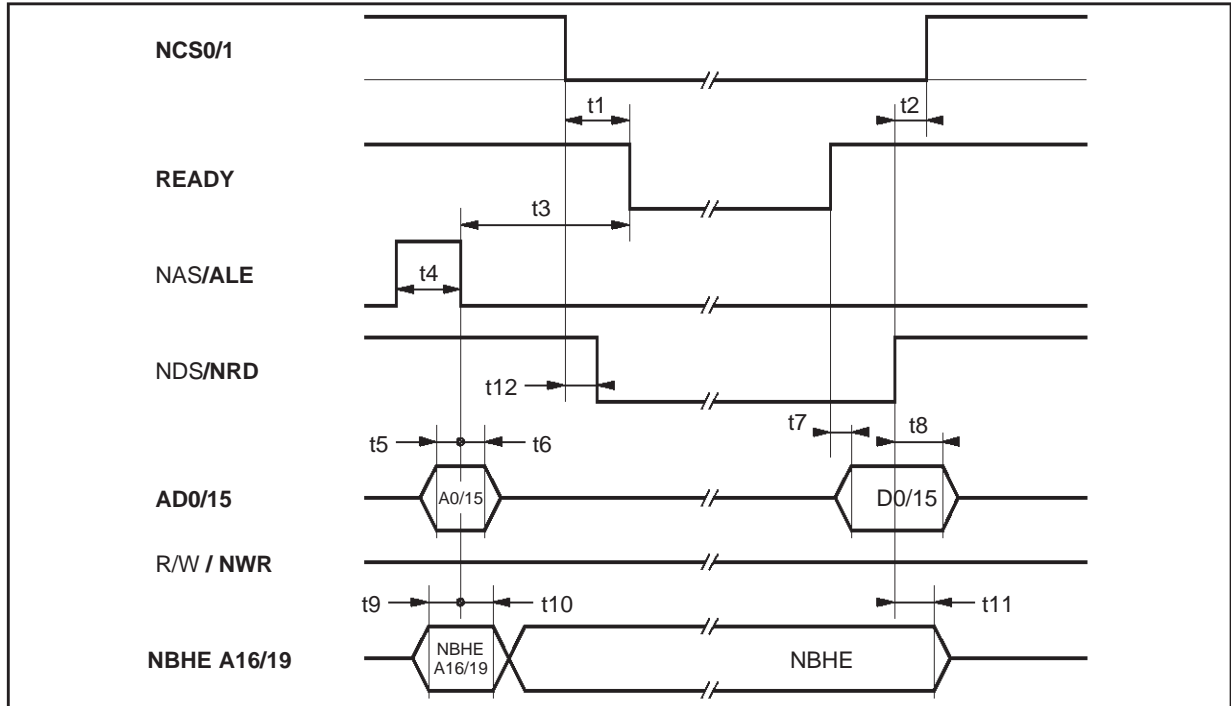 NCS0/1
t1
t2
READY
t3
NAS/ALE
t4
NDS/NRD
t12
t7
t8
t5
t6
AD0/15
A0/15
D0/15
R/W / NWR
t9
t10
t11
NBHE A16/19
NBHE
A16/19
NBHE